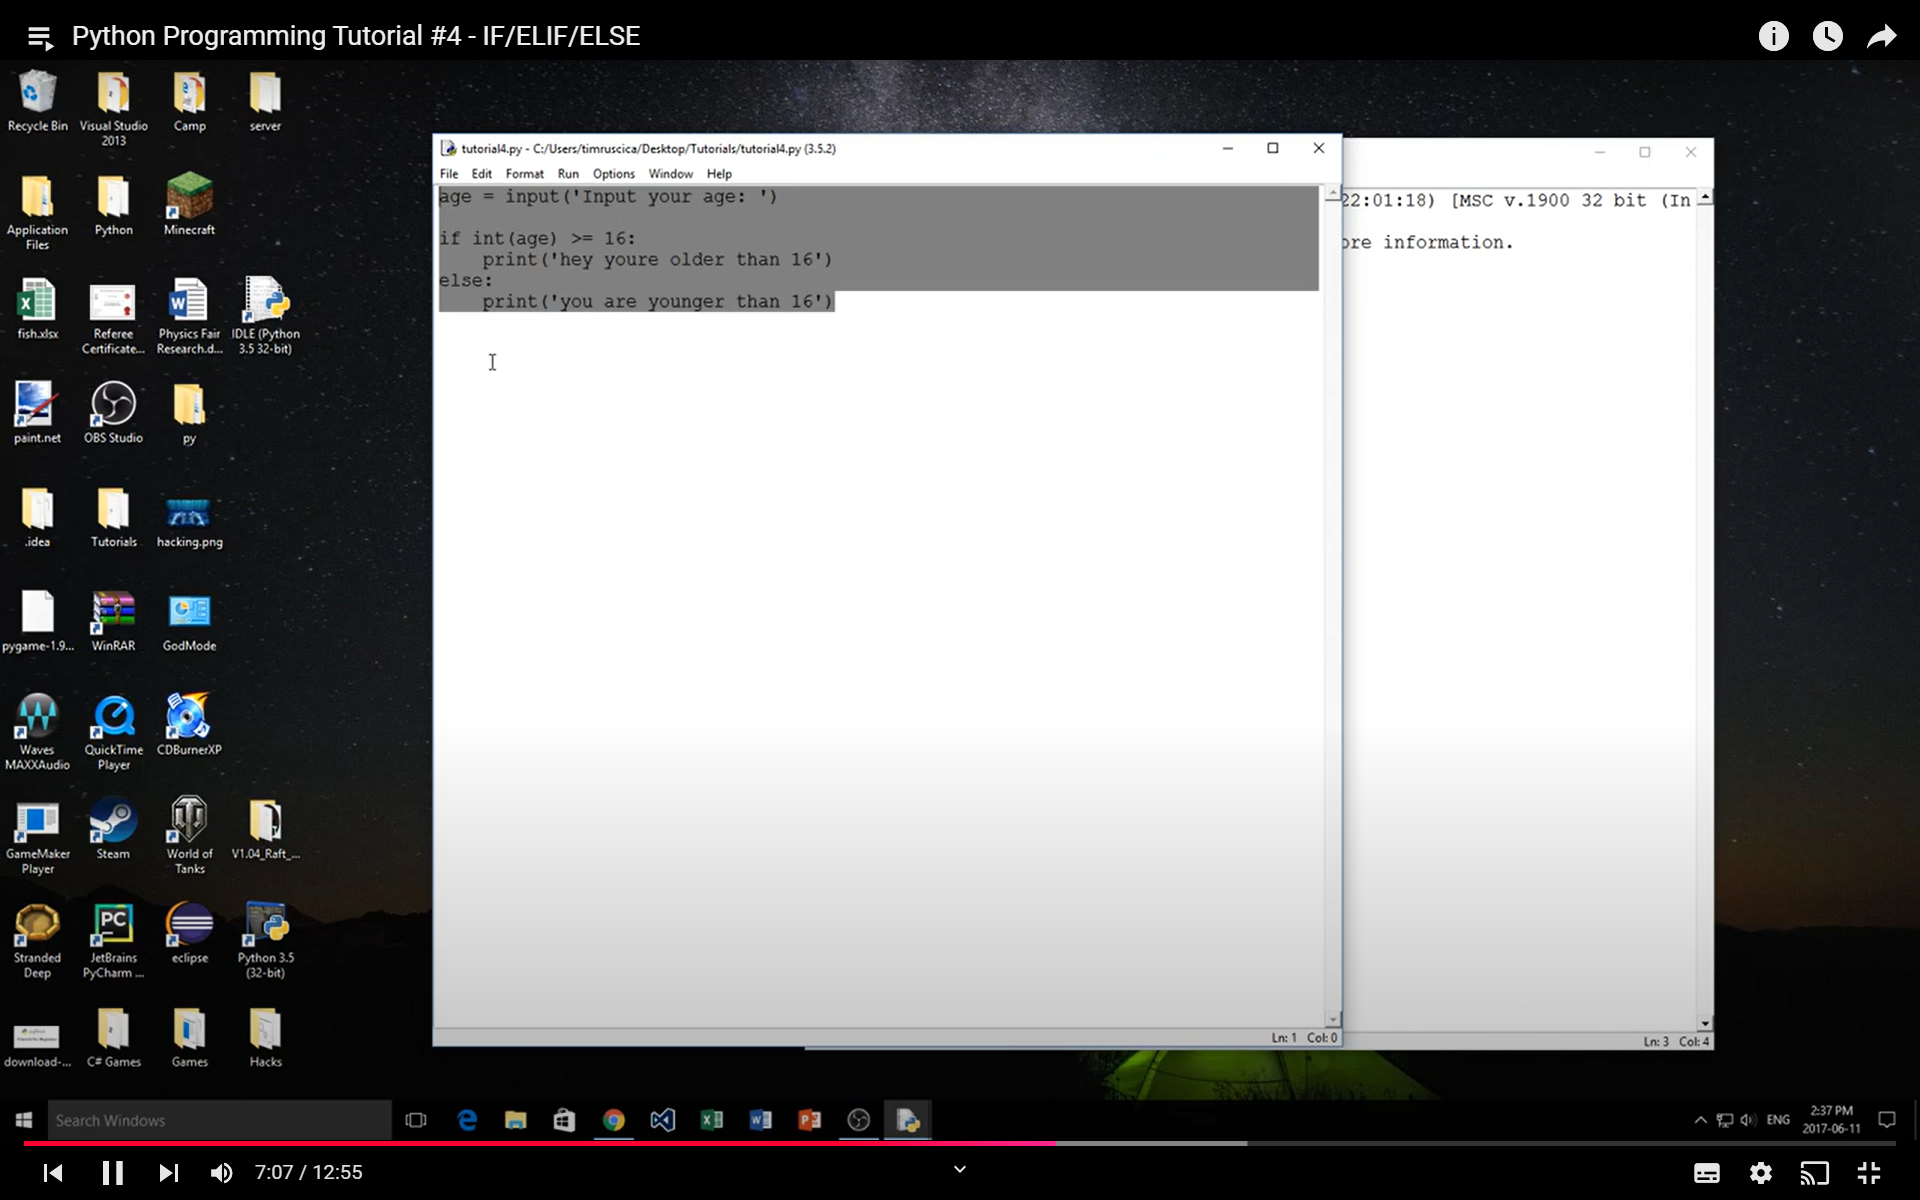 Python Programming Tutorial #4 - IF/ELIF/ELSE
Recycle Bin
Visual Studio
2013
Camp
server
Application
Files
Python
Minecraft
fish.xlsx
Referee
Certificate...
Physics Fair
Research.d...
IDLE (Python
3.5 32-bit)
paint.net
OBS Studio
py
.idea
Tutorials
hacking.png
pygame-1.9...
WinRAR
GodMode
Waves
MAXXAudio
QuickTime
Player
CDBurnerXP
GameMaker
Player
Steam
World of
Tanks
V1.04_Raft_...
Stranded
Deep
JetBrains
PyCharm ...
eclipse
Python 3.5
(32-bit)
download-...
C# Games
Games
Hacks
tutorial4.py - C:/Users/timruscica/Desktop/Tutorials/tutorial4.py (3.5.2)
File Edit Format Run Options Window Help
age = input('Input your age: ')
if int(age) >= 16:
    print('hey youre older than 16')
else:
    print('you are younger than 16')
Ln: 1 Col: 0
22:01:18) [MSC v.1900 32 bit (In
ore information.
Ln: 3 Col: 4
Search Windows
ENG
2:37 PM
2017-06-11
7:07 / 12:55